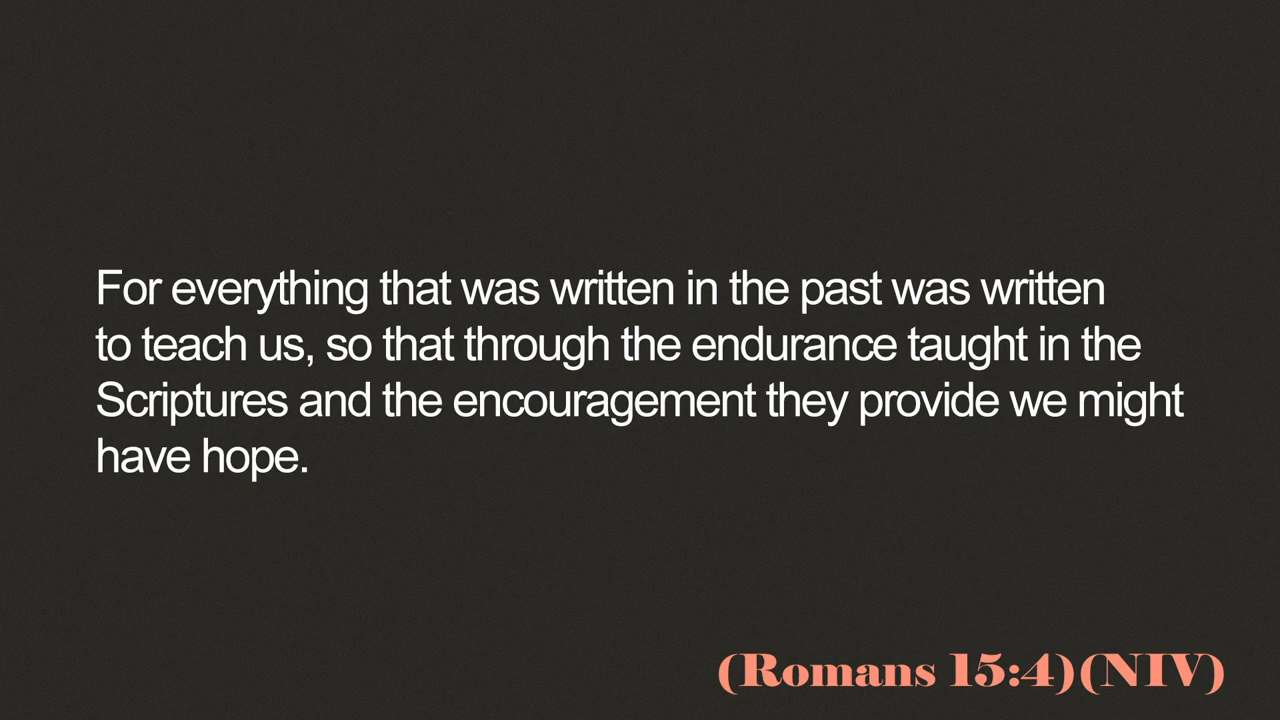 For everything that was written in the past was written
to teach us, so that through the endurance taught in the
Scriptures and the encouragement they provide we might
have hope.
(Romans 15:4)(NIV)